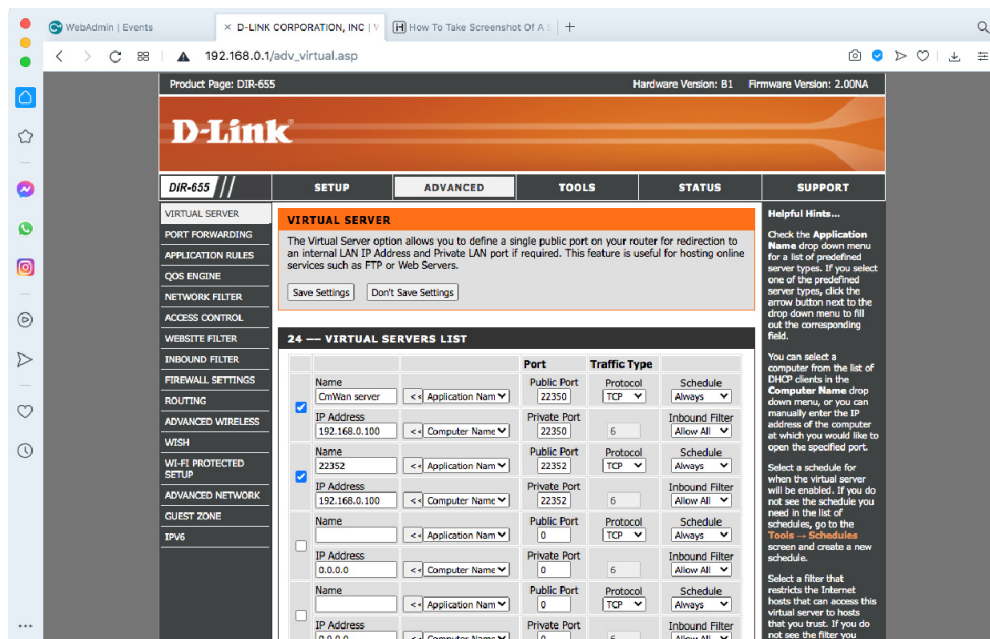 WebAdmin | Events
D-LINK CORPORATION, INC | 
How To Take Screenshot Of A
192.168.0.1/adv_virtual.asp
Product Page: DIR-655 Hardware Version: B1 Firmware Version: 2.00NA
D-Link
DIR-655 // SETUP ADVANCED TOOLS STATUS SUPPORT
VIRTUAL SERVER
PORT FORWARDING
APPLICATION RULES
QOS ENGINE
NETWORK FILTER
ACCESS CONTROL
WEBSITE FILTER
INBOUND FILTER
FIREWALL SETTINGS
ROUTING
ADVANCED WIRELESS
WISH
WI-FI PROTECTED
SETUP
ADVANCED NETWORK
GUEST ZONE
IPV6
VIRTUAL SERVER
The Virtual Server option allows you to define a single public port on your router for redirection to
an internal LAN IP Address and Private LAN port if required. This feature is useful for hosting online
services such as FTP or Web Servers.
Save Settings Don't Save Settings
24 -- VIRTUAL SERVERS LIST
Port Traffic Type
Name Public Port Protocol Schedule
CmWan server << Application Nam 22350 TCP Always
IP Address Private Port Inbound Filter
192.168.0.100 << Computer Name 22350 6 Allow All
Name Public Port Protocol Schedule
22352 << Application Nam 22352 TCP Always
IP Address Private Port Inbound Filter
192.168.0.100 << Computer Name 22352 6 Allow All
Name Public Port Protocol Schedule
<< Application Nam 0 TCP Always
IP Address Private Port Inbound Filter
0.0.0.0 << Computer Name 0 6 Allow All
Name Public Port Protocol Schedule
<< Application Nam 0 TCP Always
IP Address Private Port Inbound Filter
0.0.0.0 << Computer Name 0 6 Allow All
Helpful Hints...
Check the Application
Name drop down menu
for a list of predefined
server types. If you select
one of the predefined
server types, click the
arrow button next to the
drop down menu to fill
out the corresponding
field.
You can select a
computer from the list of
DHCP clients in the
Computer Name drop
down menu, or you can
manually enter the IP
address of the computer
at which you would like to
open the specified port.
Select a schedule for
when the virtual server
will be enabled. If you do
not see the schedule you
need in the list of
schedules, go to the
Tools → Schedules
screen and create a new
schedule.
Select a filter that
restricts the Internet
hosts that can access this
virtual server to hosts
that you trust. If you do
not see the filter you